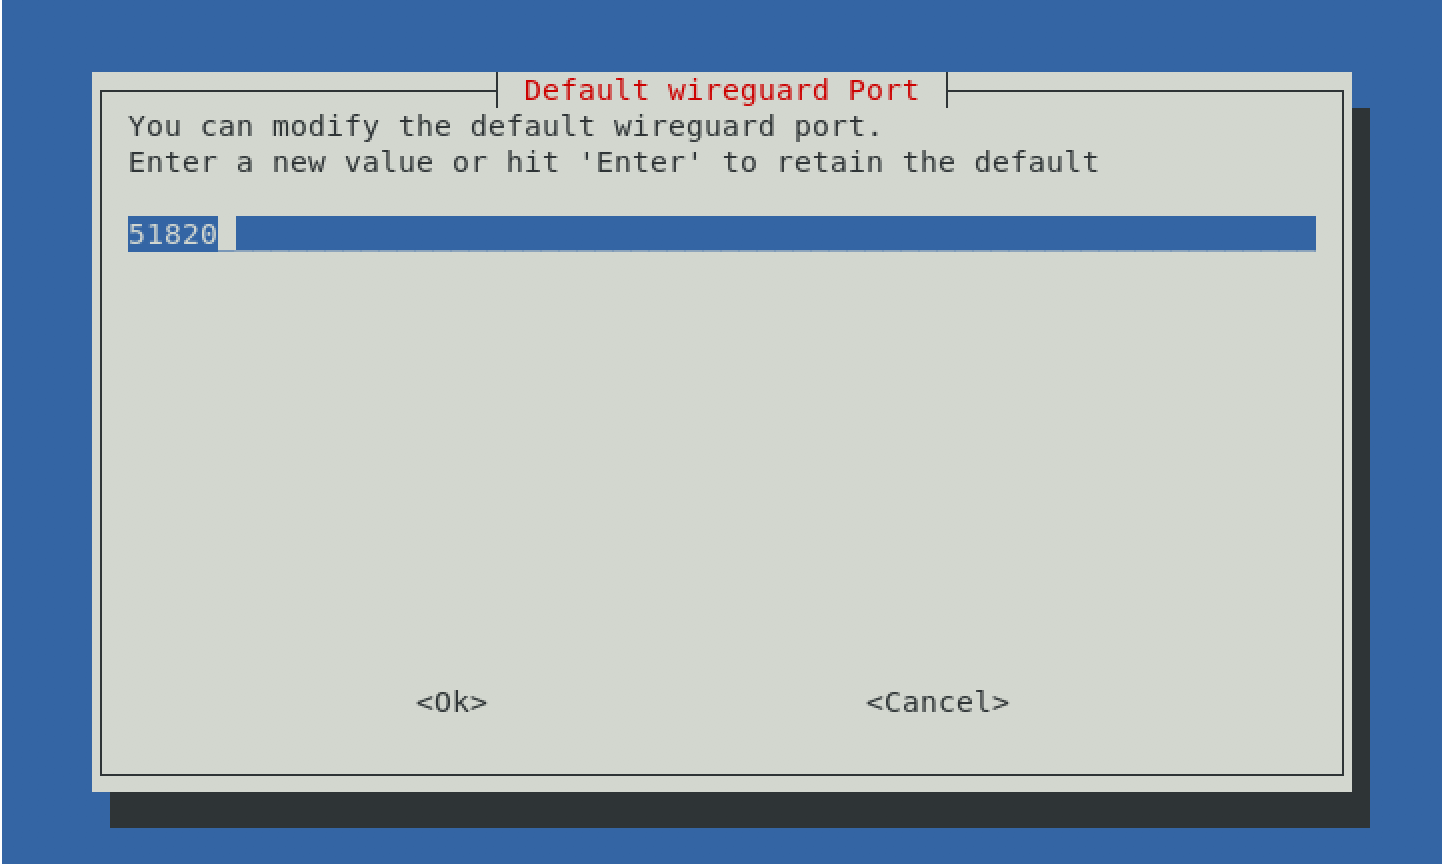 Default wireguard Port
You can modify the default wireguard port.
Enter a new value or hit 'Enter' to retain the default
51820
<Ok> <Cancel>